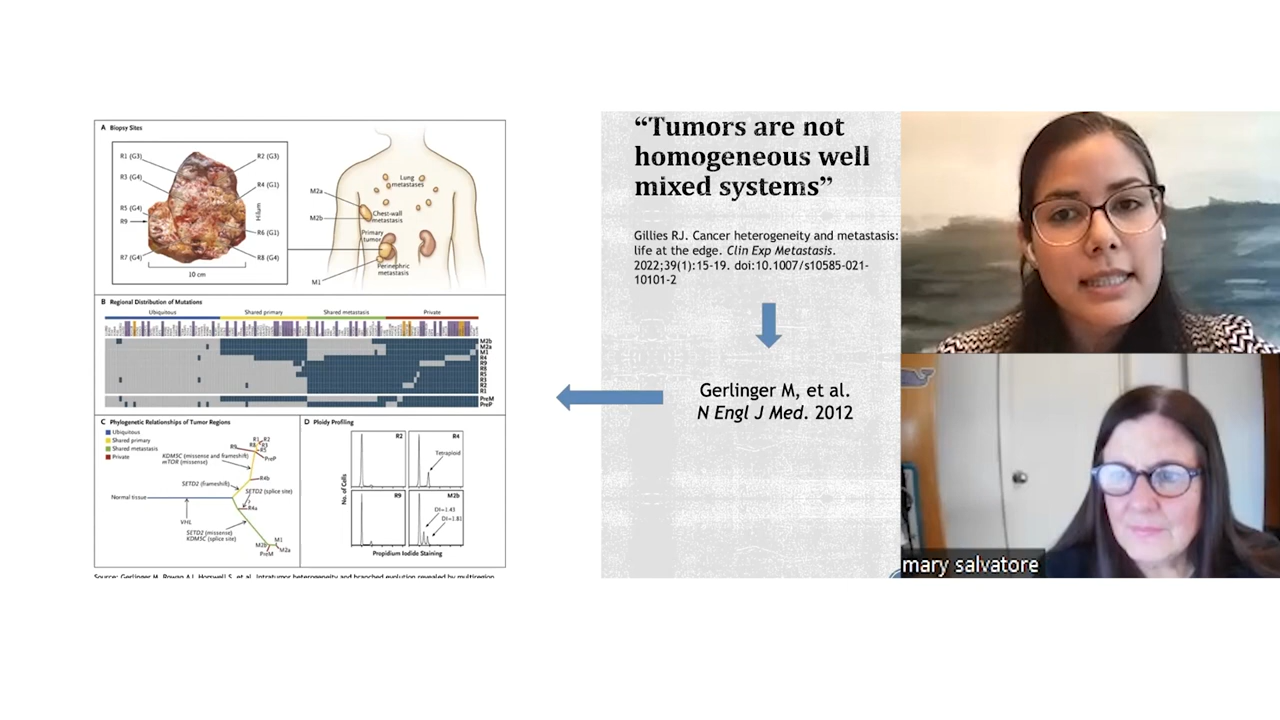 A Biopsy Sites
R1 (G3)
R2 (G3)
R3 (G4)
R4 (G1)
R5 (G4)
R9
Hilum
R6 (G1)
R7 (G4)
R8 (G4)
10 cm
Lung
metastases
M2a
M2b
Chest-wall
metastasis
Primary
tumor
Perinephric
metastasis
M1
B Regional Distribution of Mutations
Ubiquitous
Shared primary
Shared metastasis
Private
M2b
M2a
M1
R4
R9
R8
R5
R3
R2
R1
PreM
PreP
C Phylogenetic Relationships of Tumor Regions
Ubiquitous
Shared primary
Shared metastasis
Private
R9
R1
R2
R8
R3
R5
PreP
KDM5C (missense and frameshift)
mTOR (missense)
R4b
SETD2 (frameshift)
SETD2 (splice site)
Normal tissue
?
R4a
VHL
SETD2 (missense)
KDM5C (splice site)
M2b
M1
M2a
PreM
D Ploidy Profiling
No. of Cells
R2
R4
Tetraploid
R9
M2b
DI=1.43
DI=1.81
Propidium Iodide Staining
Source: Gerlinger M, Rowan AJ, Horswell S, et al. Intratumor heterogeneity and branched evolution revealed by multiregion
“Tumors are not
homogeneous well
mixed systems”
Gillies RJ. Cancer heterogeneity and metastasis:
life at the edge. Clin Exp Metastasis.
2022;39(1):15-19. doi:10.1007/s10585-021-
10101-2
Gerlinger M, et al.
N Engl J Med. 2012
mary salvatore